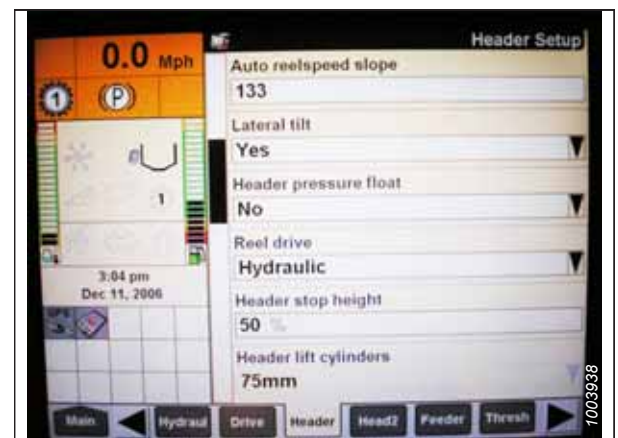 0.0 Mph
Header Setup
1
(P)
Auto reelspeed slope
133
Lateral tilt
Yes
1
Header pressure float
No
Reel drive
Hydraulic
3:04 pm
Dec 11, 2006
Header stop height
50 %
Header lift cylinders
75mm
Main
Hydraul
Drive
Header
Head2
Feeder
Thresh
1003938